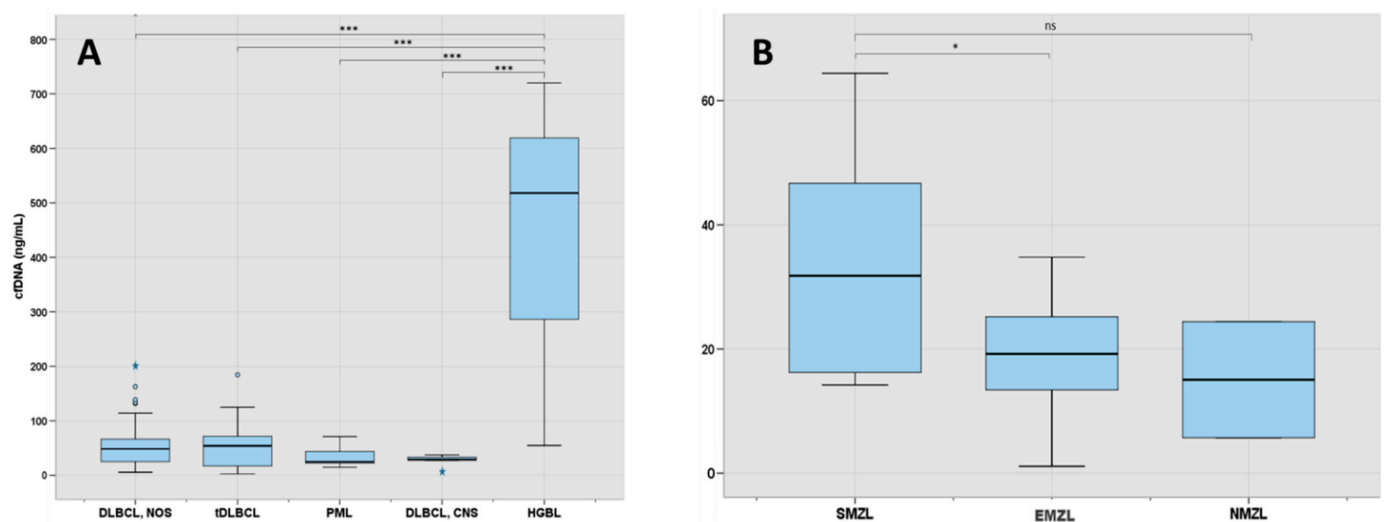 A
***
***
***
***
800
700
600
500
400
300
200
100
0
cfDNA (ng/mL)
DLBCL, NOS
tDLBCL
PML
DLBCL, CNS
HGBL
B
ns
*
60
40
20
0
SMZL
EMZL
NMZL